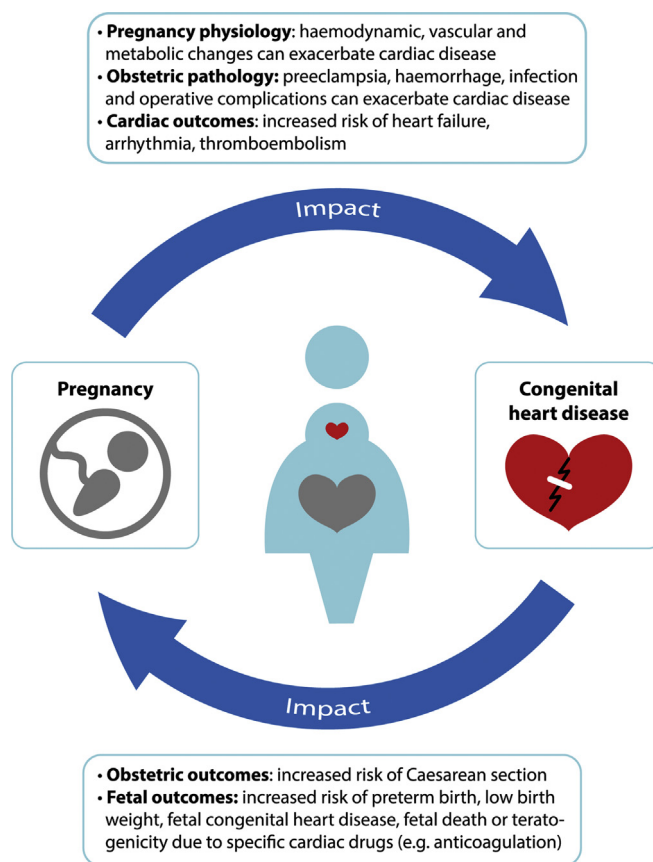 • Pregnancy physiology: haemodynamic, vascular and
metabolic changes can exacerbate cardiac disease
• Obstetric pathology: preeclampsia, haemorrhage, infection
and operative complications can exacerbate cardiac disease
• Cardiac outcomes: increased risk of heart failure,
arrhythmia, thromboembolism
Impact
Pregnancy
Congenital
heart disease
Impact
• Obstetric outcomes: increased risk of Caesarean section
• Fetal outcomes: increased risk of preterm birth, low birth
weight, fetal congenital heart disease, fetal death or terato-
genicity due to specific cardiac drugs (e.g. anticoagulation)